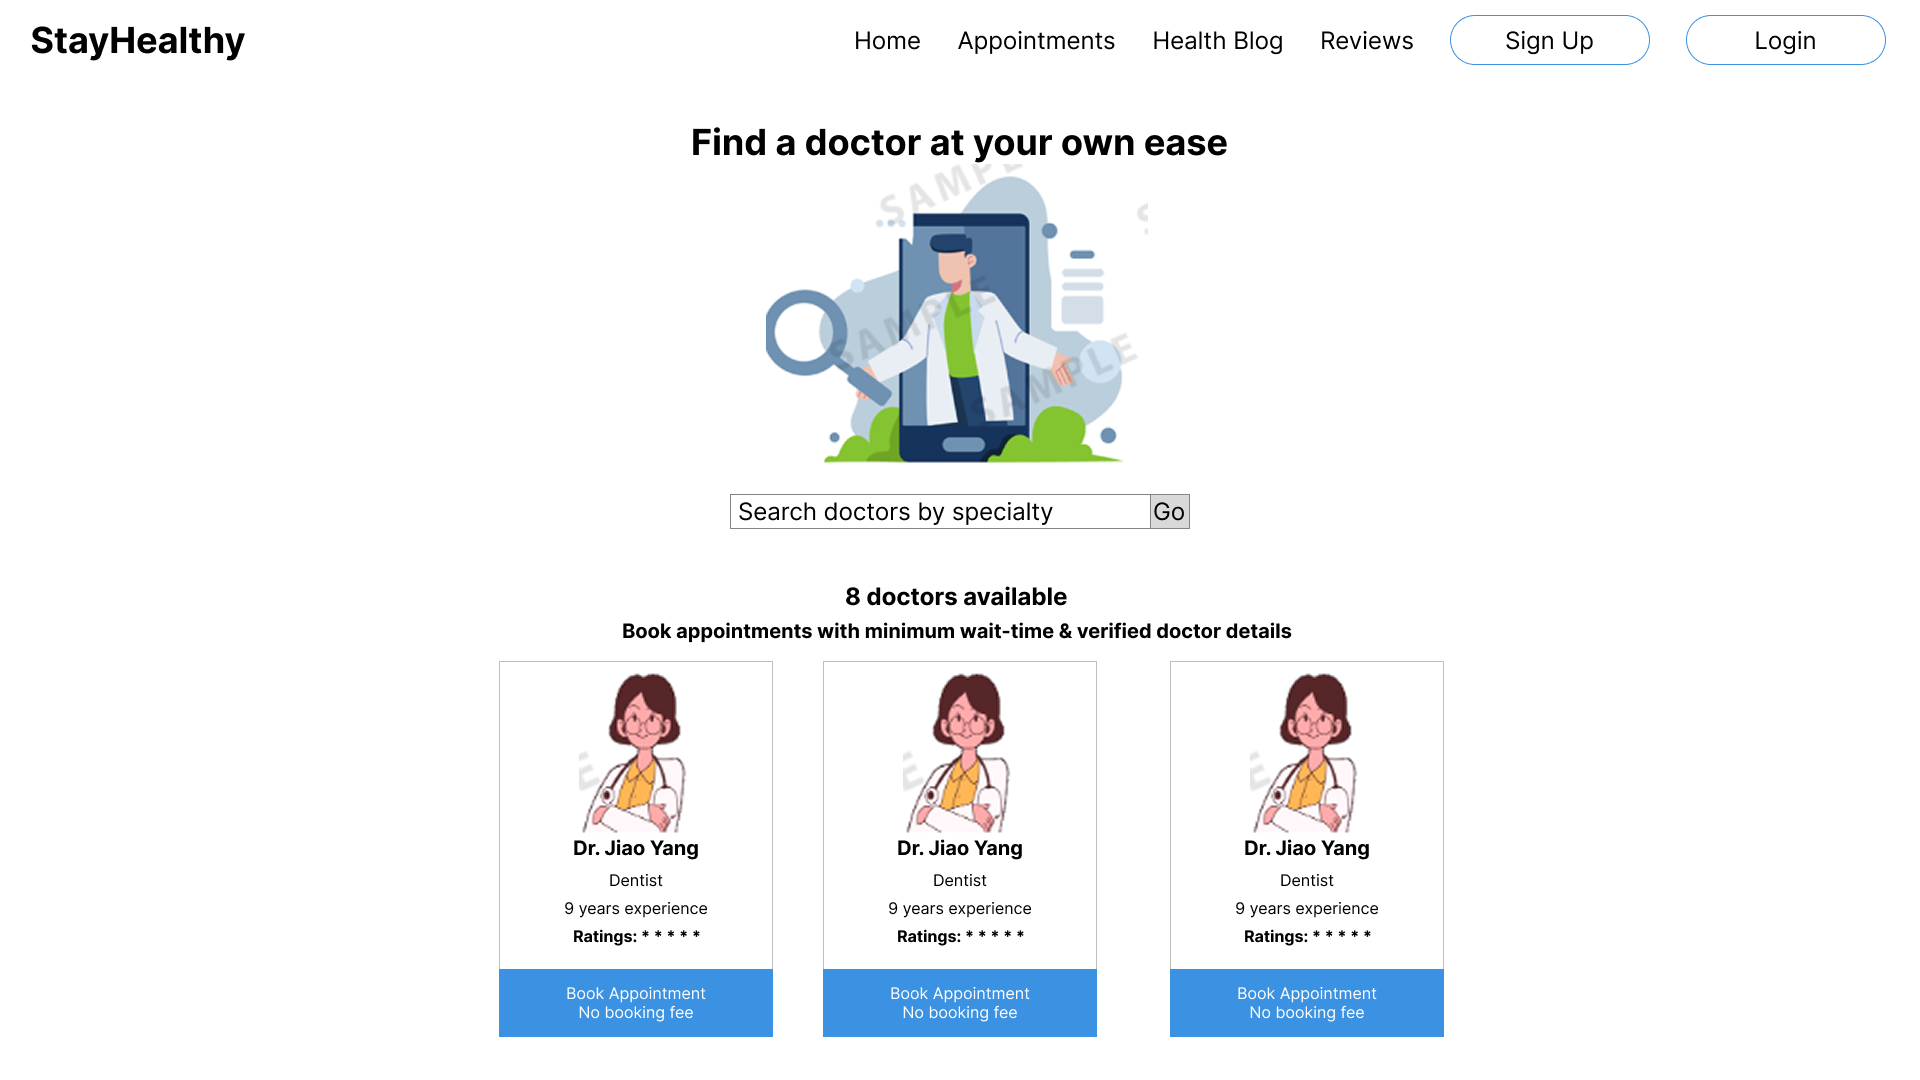 StayHealthy
Home Appointments Health Blog Reviews Sign Up Login
Find a doctor at your own ease
SAMPLE
SAMPLE
SAMPLE
Search doctors by specialty Go
8 doctors available
Book appointments with minimum wait-time & verified doctor details
Dr. Jiao Yang
Dentist
9 years experience
Ratings: * * * * *
Book Appointment
No booking fee
Dr. Jiao Yang
Dentist
9 years experience
Ratings: * * * * *
Book Appointment
No booking fee
Dr. Jiao Yang
Dentist
9 years experience
Ratings: * * * * *
Book Appointment
No booking fee